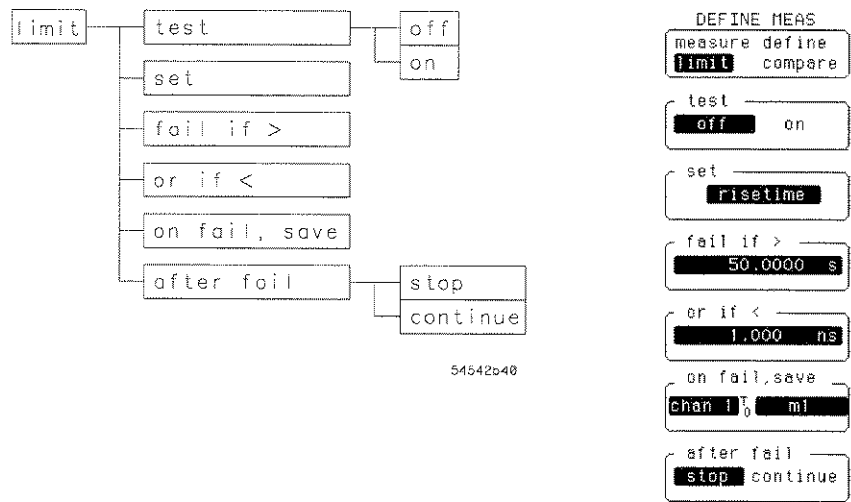 limit
test
off
on
set
fail if >
or if <
on fail, save
after fail
stop
continue
54542b40
DEFINE MEAS
measure define
limit compare
test
off on
set
risetime
fail if >
50.0000 s
or if <
1.000 ns
on fail,save
chan 1 To m1
after fail
stop continue